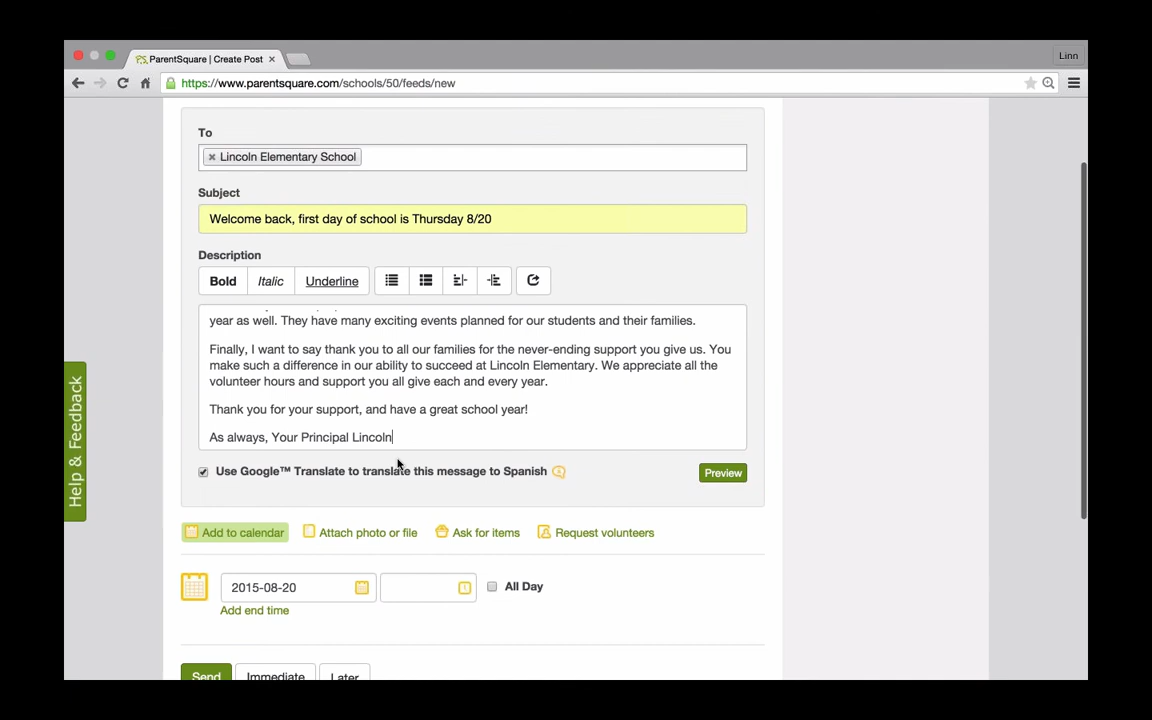 ParentSquare | Create Post
Linn
https://www.parentsquare.com/schools/50/feeds/new
To
Lincoln Elementary School
Subject
Welcome back, first day of school is Thursday 8/20
Description
Bold Italic Underline
year as well. They have many exciting events planned for our students and their families.
Finally, I want to say thank you to all our families for the never-ending support you give us. You
make such a difference in our ability to succeed at Lincoln Elementary. We appreciate all the
volunteer hours and support you all give each and every year.
Thank you for your support, and have a great school year!
As always, Your Principal Lincoln
Use Google™ Translate to translate this message to Spanish
Preview
Help & Feedback
Add to calendar Attach photo or file Ask for items Request volunteers
2015-08-20 All Day
Add end time
Send Immediate Later